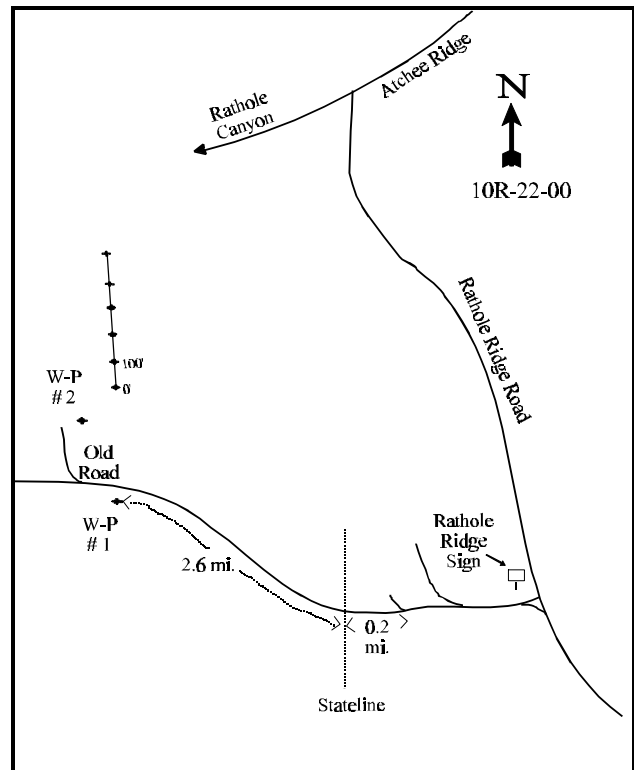 Atchee Ridge
Rathole
Canyon
N
10R-22-00
Rathole Ridge Road
100'
0'
W-P
# 2
Old
Road
W-P
# 1
2.6 mi.
Rathole
Ridge
Sign
0.2
mi.
Stateline